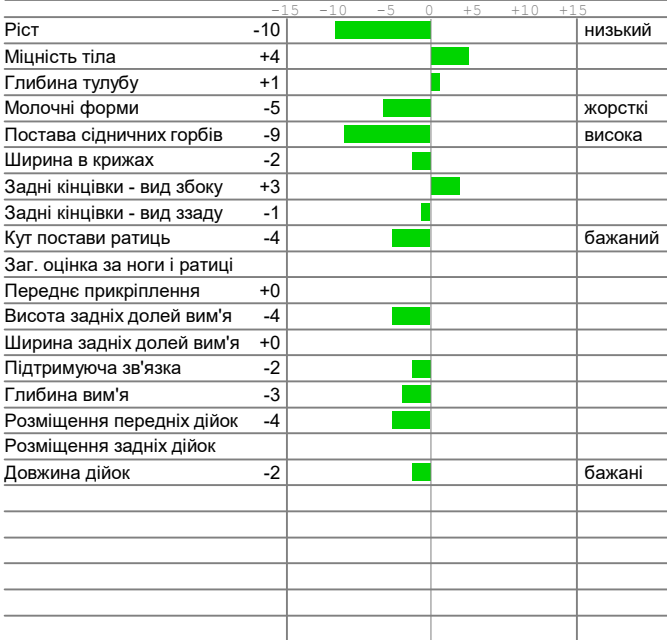 -15 -10 -5 0 +5 +10 +15
Ріст -10 низький
Міцність тіла +4
Глибина тулубу +1
Молочні форми -5 жорсткі
Постава сідничних горбів -9 висока
Ширина в крижах -2
Задні кінцівки - вид збоку +3
Задні кінцівки - вид ззаду -1
Кут постави ратиць -4 бажаний
Заг. оцінка за ноги і ратиці
Переднє прикріплення +0
Висота задніх долей вим'я -4
Ширина задніх долей вим'я +0
Підтримуюча зв'язка -2
Глибина вим'я -3
Розміщення передніх дійок -4
Розміщення задніх дійок
Довжина дійок -2 бажані